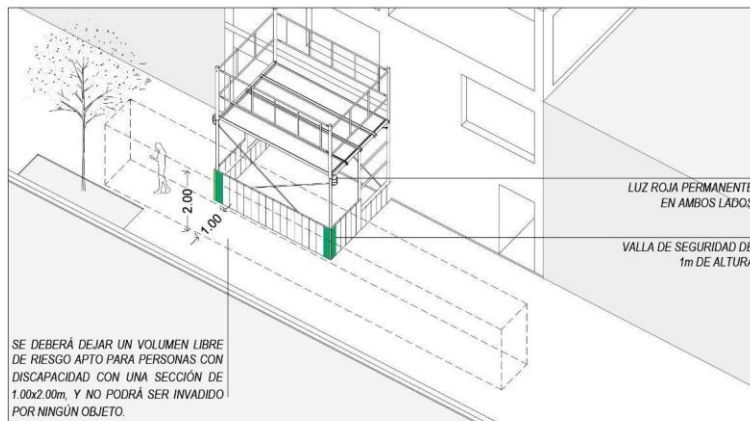 2.00
1.00
LUZ ROJA PERMANENTE
EN AMBOS LADOS
VALLA DE SEGURIDAD DE
1m DE ALTURA
SE DEBERÁ DEJAR UN VOLUMEN LIBRE
DE RIESGO APTO PARA PERSONAS CON
DISCAPACIDAD CON UNA SECCIÓN DE
1.00x2.00m, Y NO PODRÁ SER INVADIDO
POR NINGÚN OBJETO.